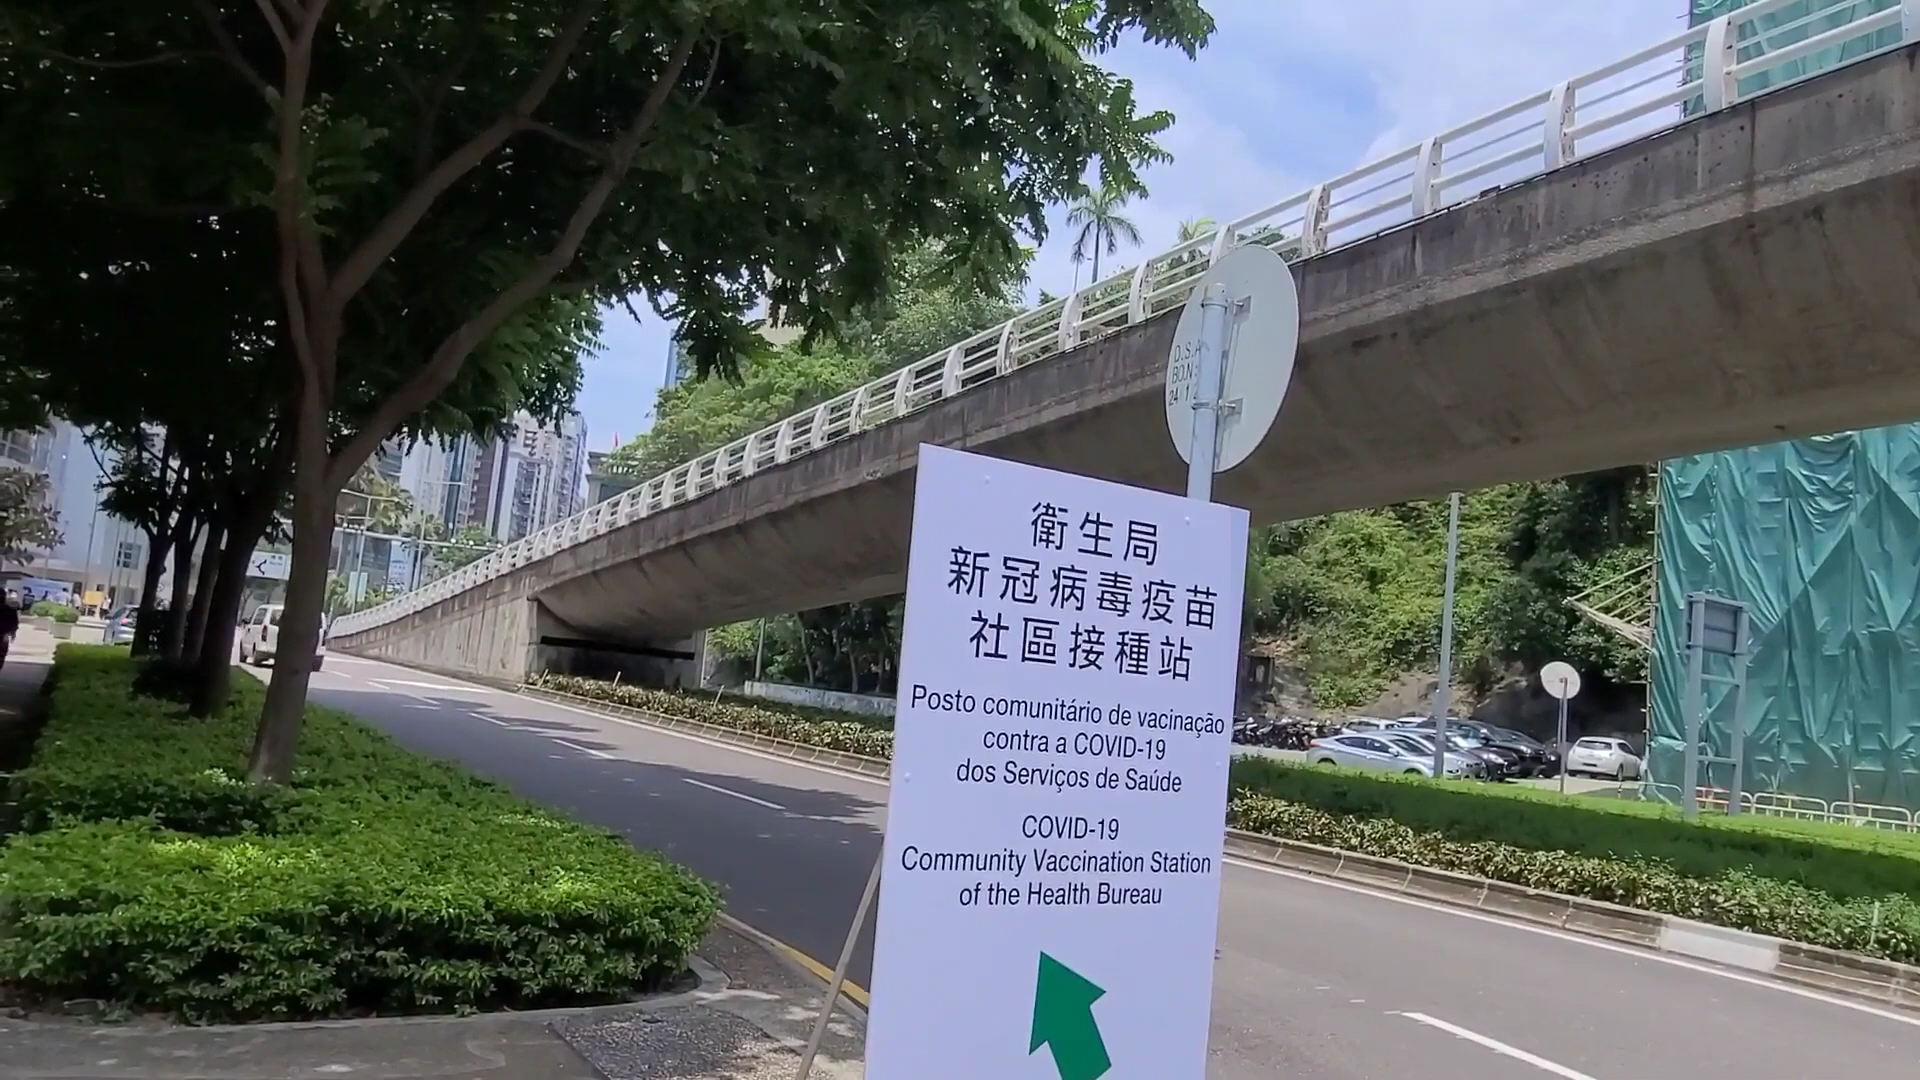 衛生局
新冠病毒疫苗
社區接種站
Posto comunitário de vacinação
contra a COVID-19
dos Serviços de Saúde
COVID-19
Community Vaccination Station
of the Health Bureau
D.S.